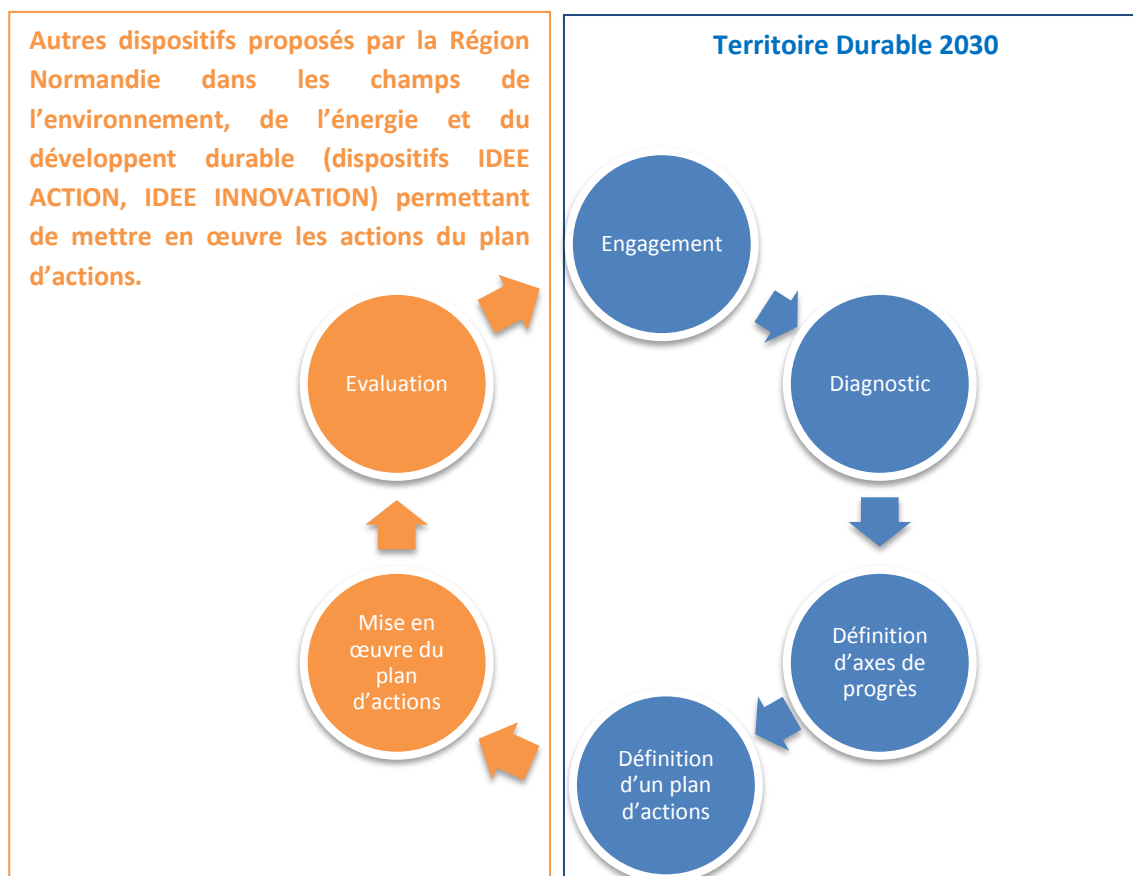 Autres dispositifs proposés par la Région
Normandie dans les champs de
l'environnement, de l'énergie et du
développent durable (dispositifs IDEE
ACTION, IDEE INNOVATION) permettant
de mettre en œuvre les actions du plan
d'actions.
Territoire Durable 2030
Engagement
Diagnostic
Définition
d'axes de
progrès
Définition
d'un plan
d'actions
Mise en
œuvre du
plan
d'actions
Evaluation